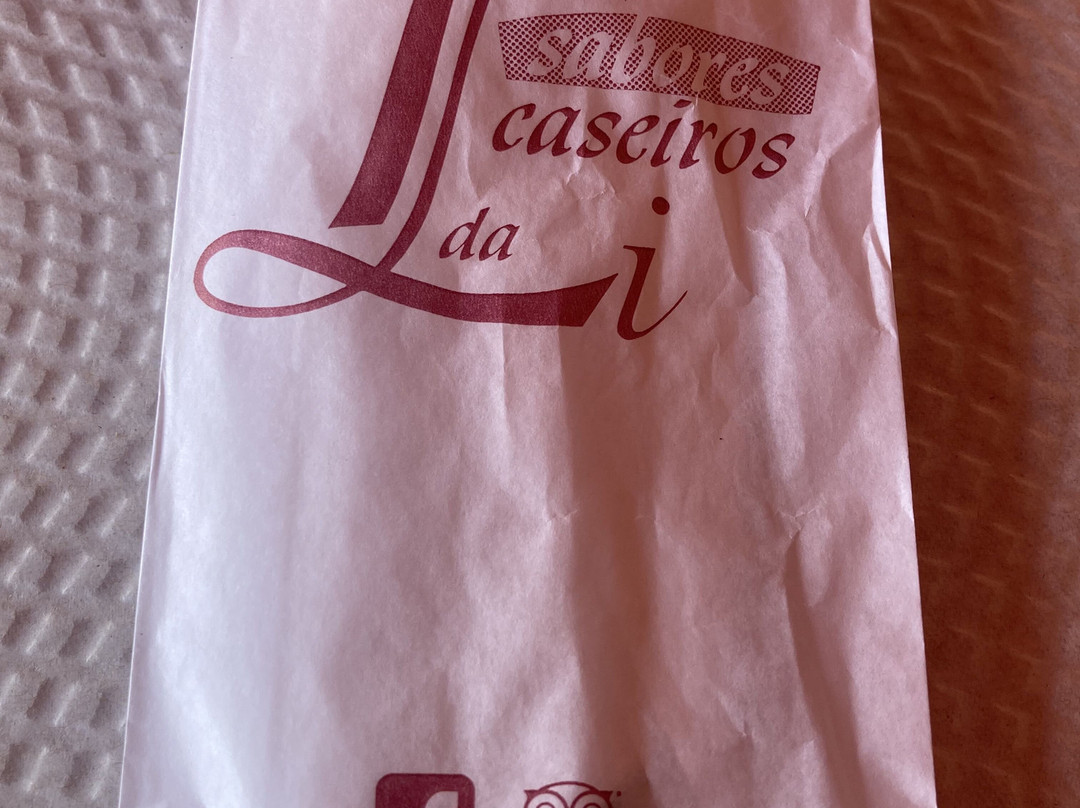 sabores
caseiros
da
Li